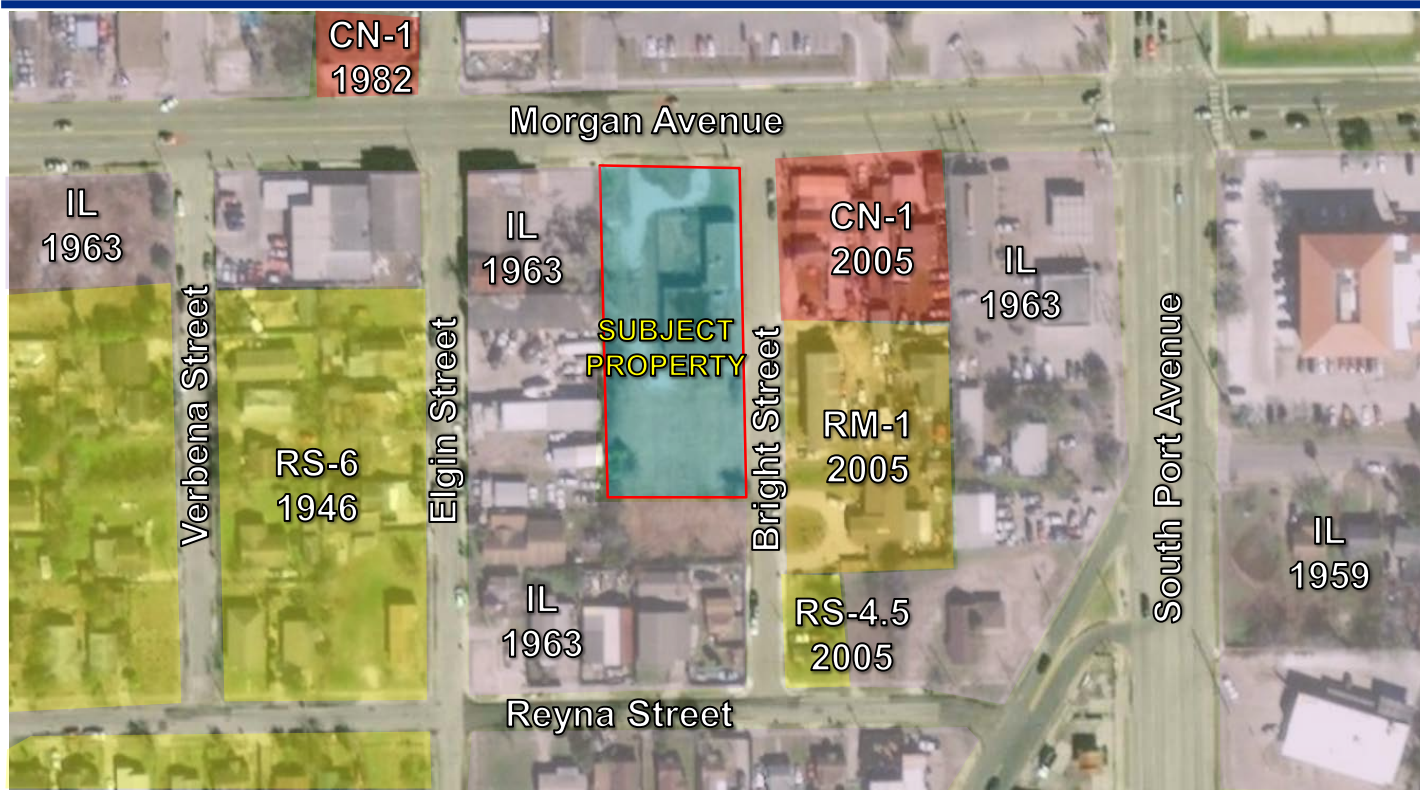 CN-1
1982
Morgan Avenue
IL
1963
IL
1963
CN-1
2005
IL
1963
SUBJECT
PROPERTY
Verbena Street
Elgin Street
Bright Street
South Port Avenue
RS-6
1946
RM-1
2005
IL
1959
IL
1963
RS-4.5
2005
Reyna Street